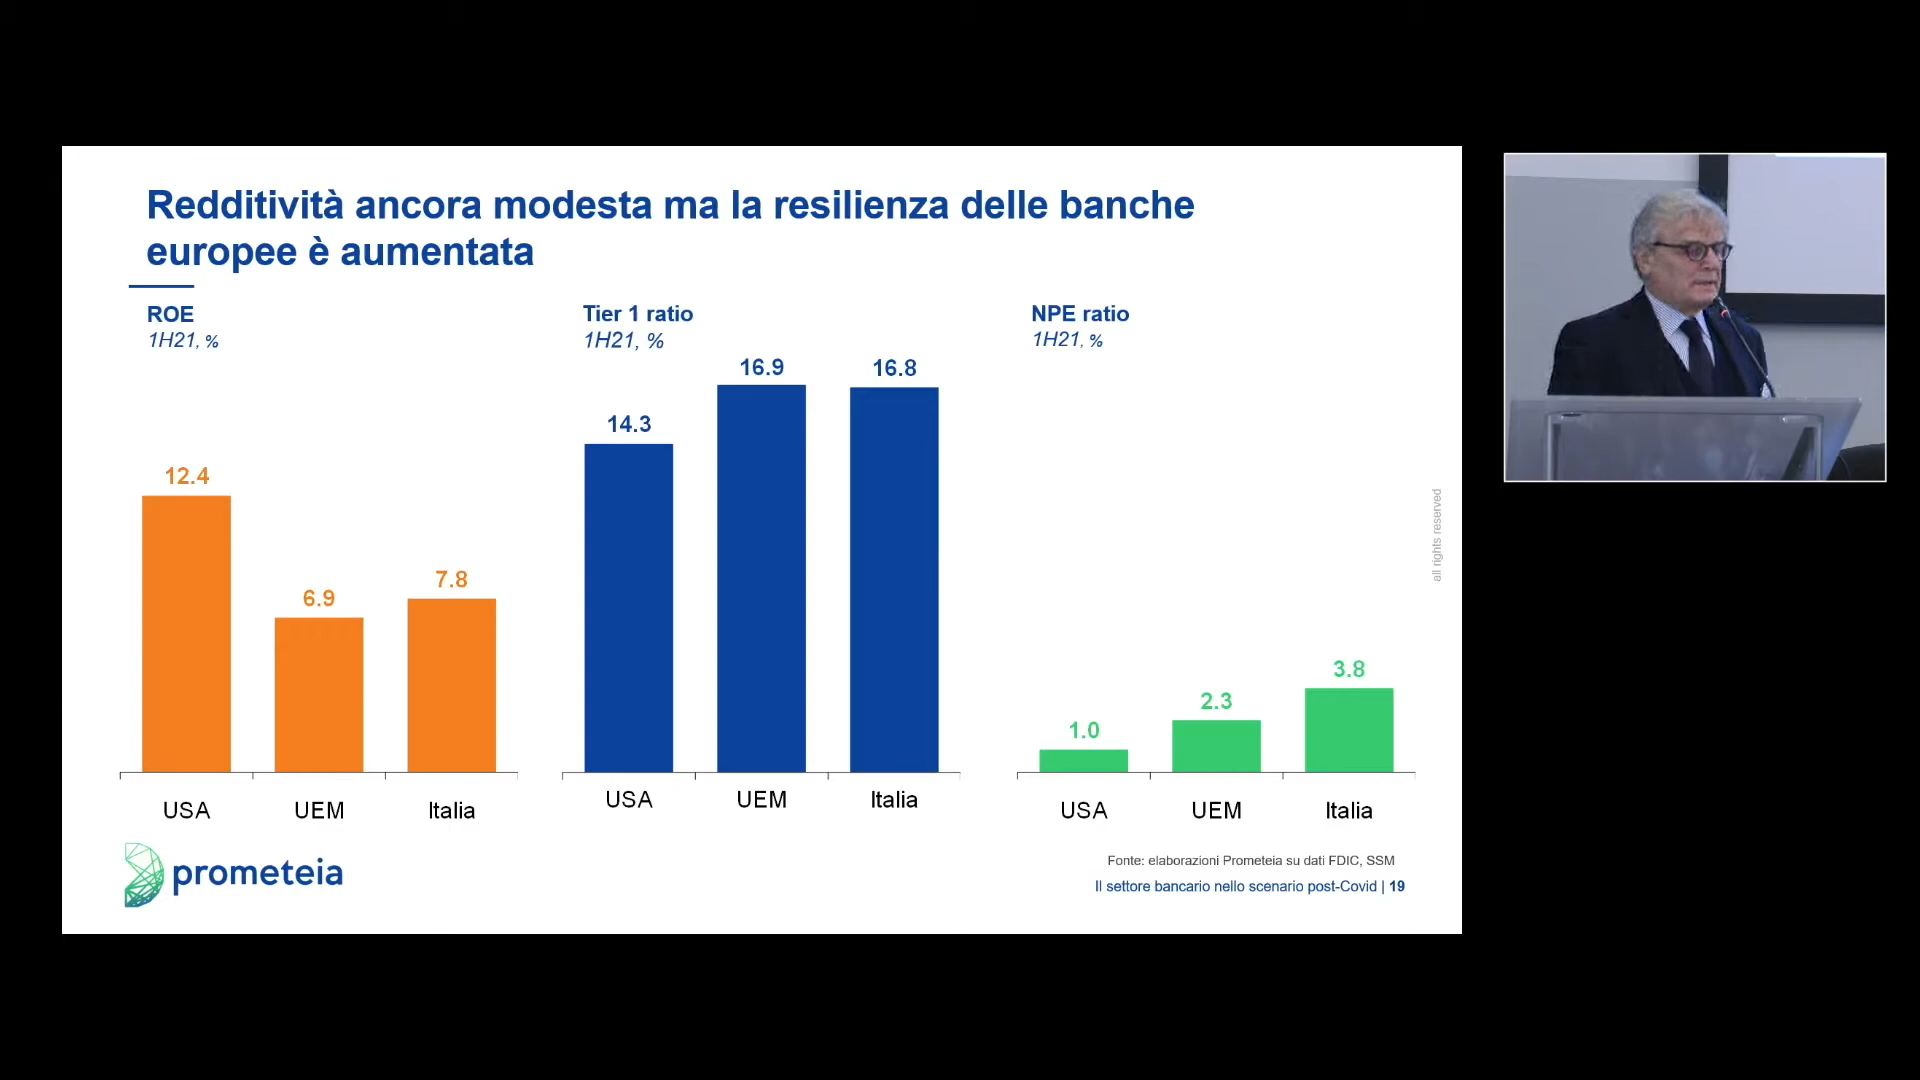 Redditività ancora modesta ma la resilienza delle banche
europee è aumentata
ROE
1H21, %
12.4
6.9
7.8
USA
UEM
Italia
Tier 1 ratio
1H21, %
14.3
16.9
16.8
USA
UEM
Italia
NPE ratio
1H21, %
1.0
2.3
3.8
USA
UEM
Italia
all rights reserved
prometeia
Fonte: elaborazioni Prometeia su dati FDIC, SSM
Il settore bancario nello scenario post-Covid | 19